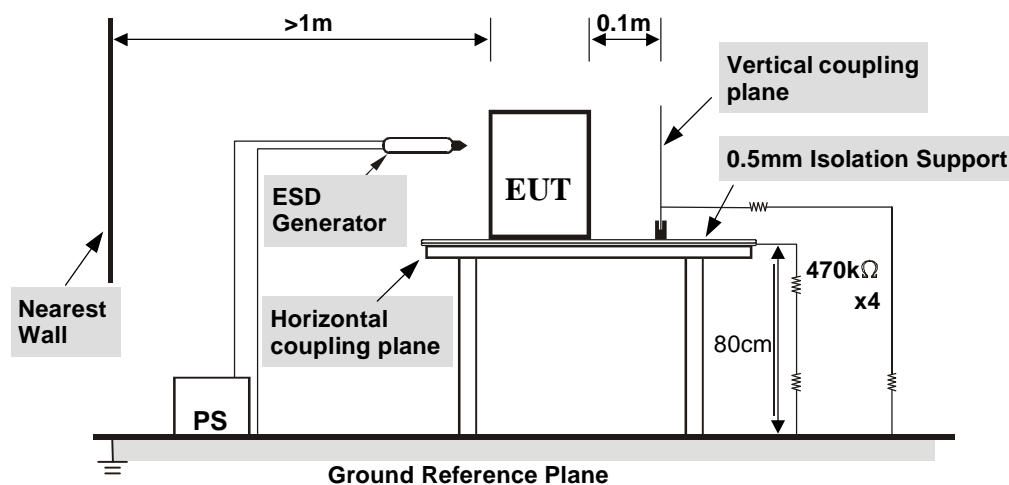 >1m
0.1m
Vertical coupling
plane
0.5mm Isolation Support
ESD
Generator
EUT
Nearest
Wall
Horizontal
coupling plane
470kΩ
x4
80cm
PS
Ground Reference Plane